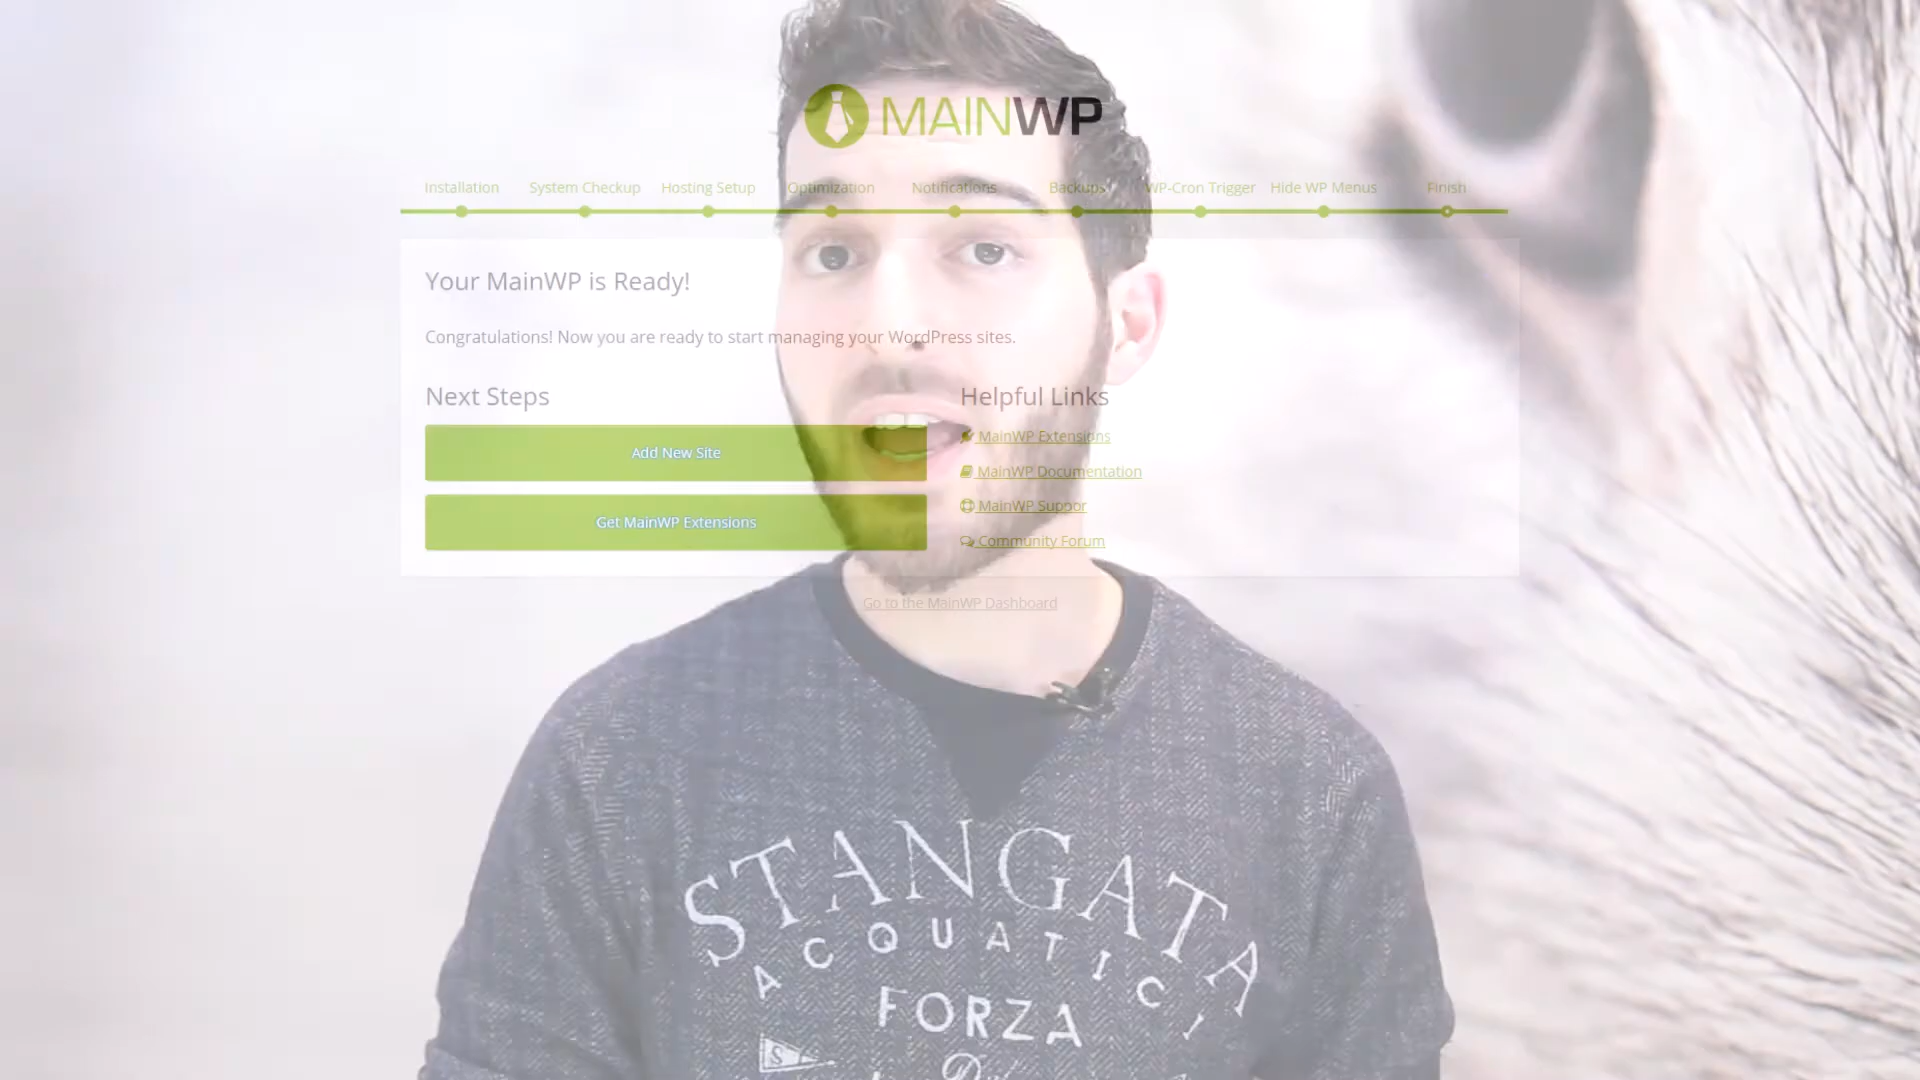 MAINWP
Installation System Checkup Hosting Setup Optimization Notifications Backups WP-Cron Trigger Hide WP Menus Finish
Your MainWP is Ready!
Congratulations! Now you are ready to start managing your WordPress sites.
Next Steps
Add New Site
Get MainWP Extensions
Helpful Links
MainWP Extensions
MainWP Documentation
MainWP Suppor
Community Forum
Go to the MainWP Dashboard
STANGATA
ACQUATICI
FORZA
S